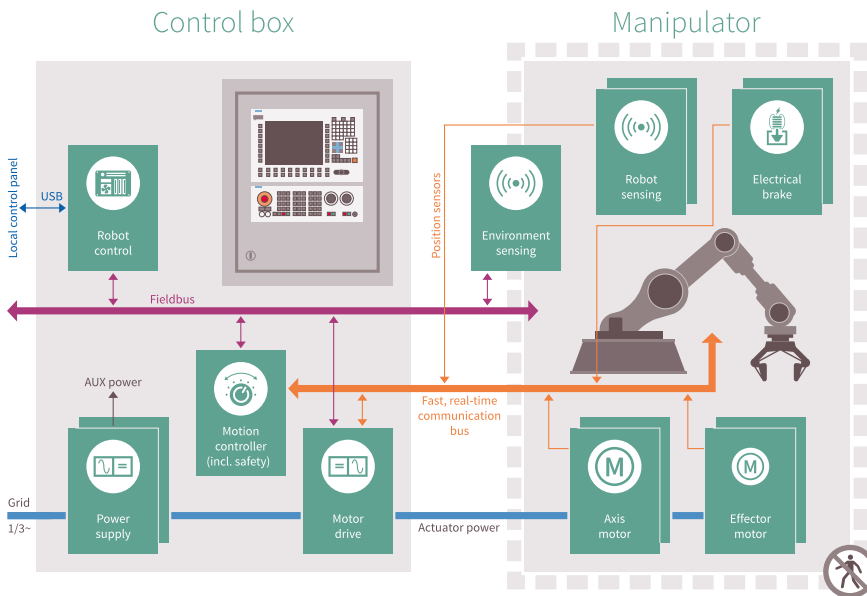 Control box
Manipulator
Local control panel
USB
Robot
control
Position sensors
Environment
sensing
Robot
sensing
Electrical
brake
Fieldbus
AUX power
Motion
controller
(incl. safety)
Fast, real-time
communication
bus
Grid
1/3~
Power
supply
Motor
drive
Actuator power
M
Axis
motor
M
Effector
motor